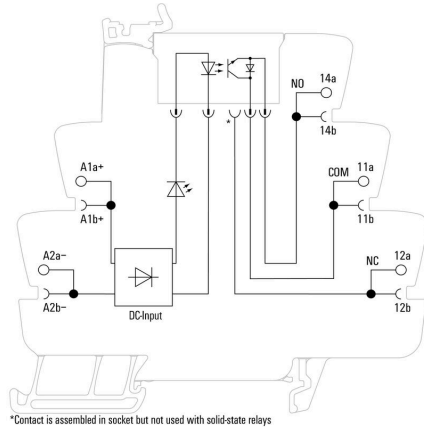 NO
14a
14b
A1a+
A1b+
COM
11a
11b
A2a−
A2b−
NC
12a
12b
*
DC-Input
*Contact is assembled in socket but not used with solid-state relays